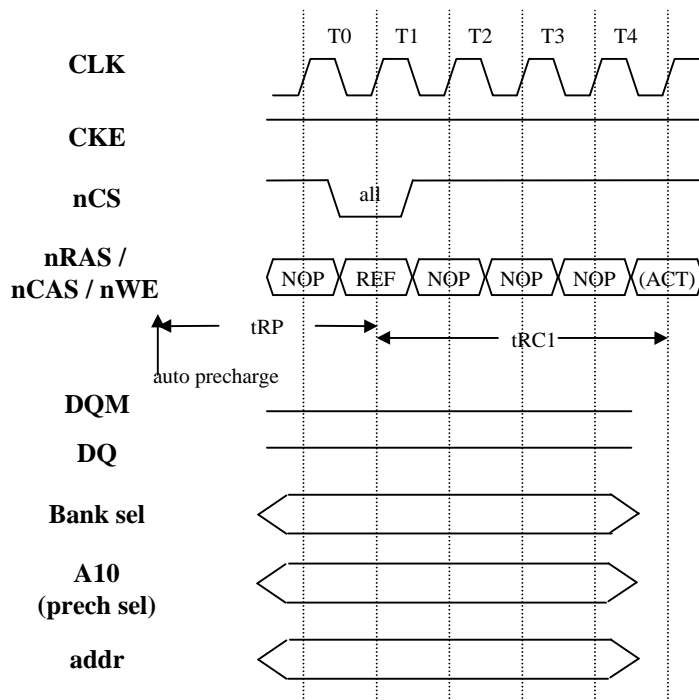 T0 T1 T2 T3 T4
CLK
CKE
nCS
all
nRAS /
nCAS / nWE
NOP REF NOP NOP NOP (ACT)
tRP
tRC1
auto precharge
DQM
DQ
Bank sel
A10
(prech sel)
addr